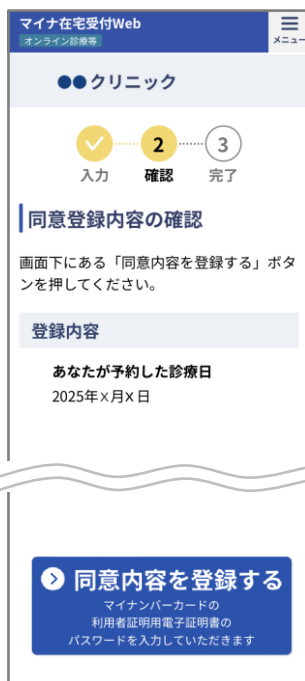 マイナ在宅受付Web
オンライン診療等
メニュー
●●クリニック
2
3
入力
確認
完了
同意登録内容の確認
画面下にある「同意内容を登録する」ボタ
ンを押してください。
登録内容
あなたが予約した診療日
2025年×月×日
同意内容を登録する
マイナンバーカードの
利用者証明用電子証明書の
パスワードを入力していただきます